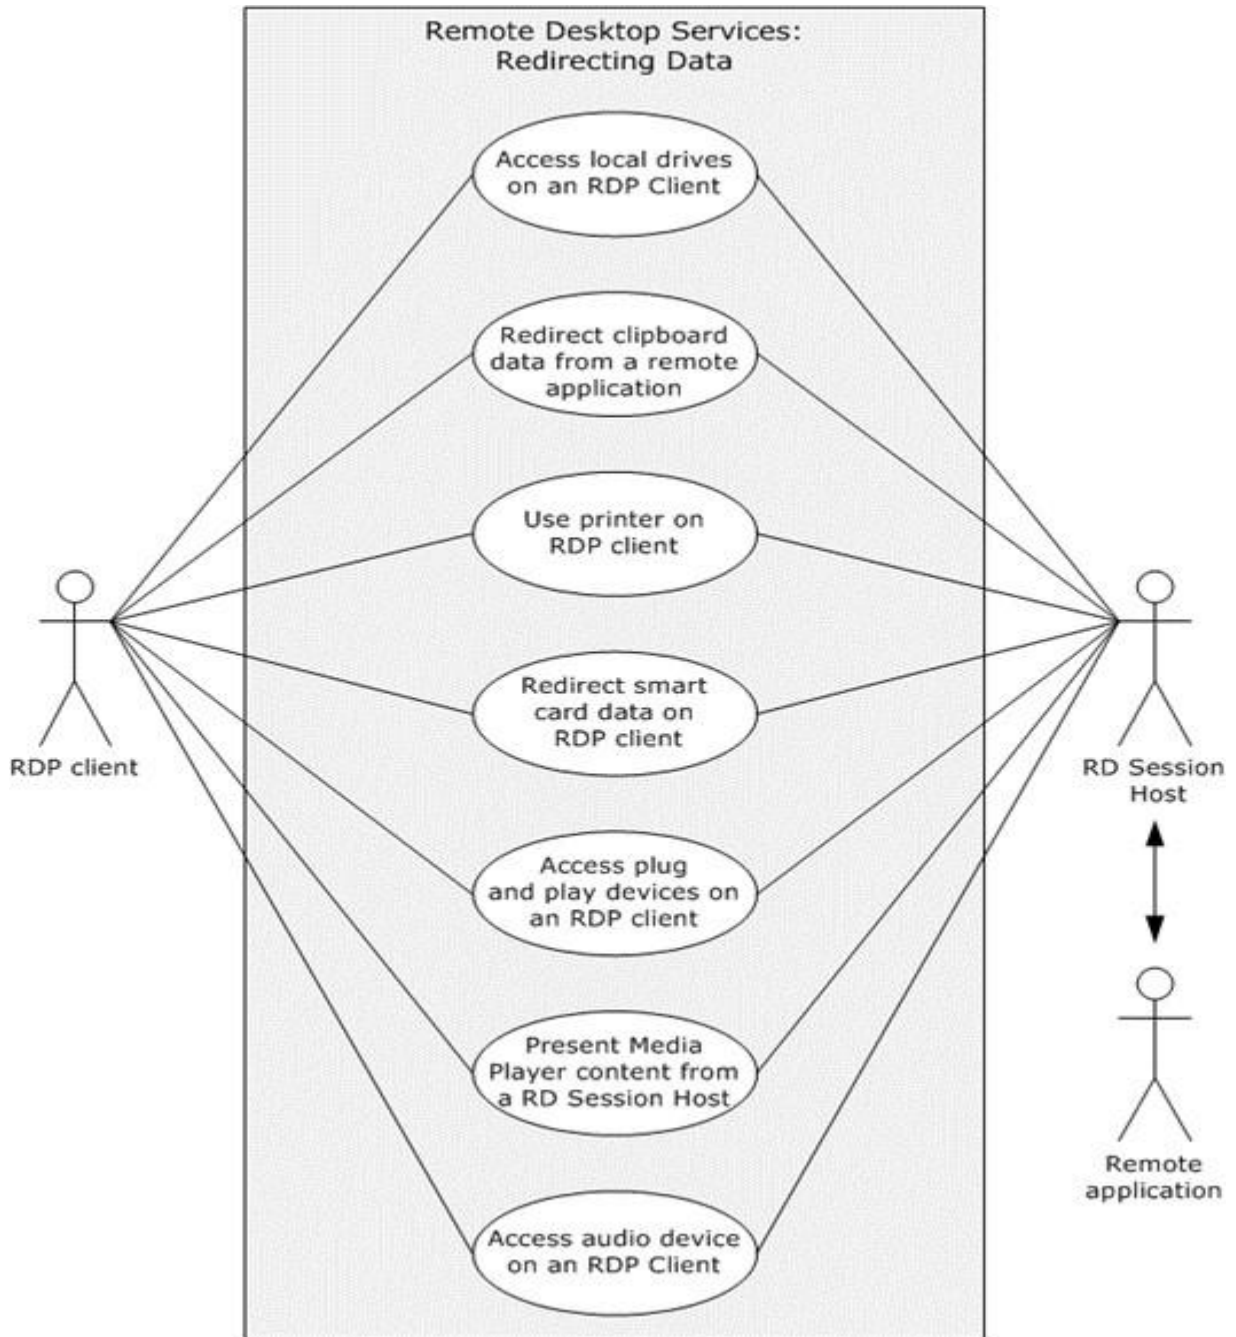 Remote Desktop Services:
Redirecting Data
Access local drives
on an RDP Client
Redirect clipboard
data from a remote
application
Use printer on
RDP client
RDP client
Redirect smart
card data on
RDP client
RD Session
Host
Access plug
and play devices on
an RDP client
Present Media
Player content from
a RD Session Host
Remote
application
Access audio device
on an RDP Client